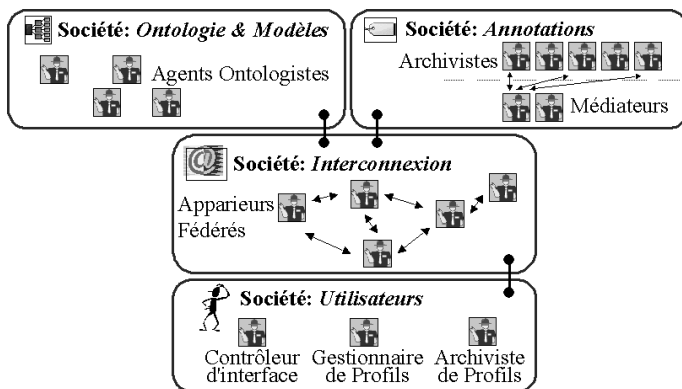 Société: Ontologie & Modèles
Agents Ontologistes
Société: Annotations
Archivistes
Médiateurs
Société: Interconnexion
Apparieurs
Fédérés
Société: Utilisateurs
Contrôleur
d'interface
Gestionnaire
de Profils
Archiviste
de Profils